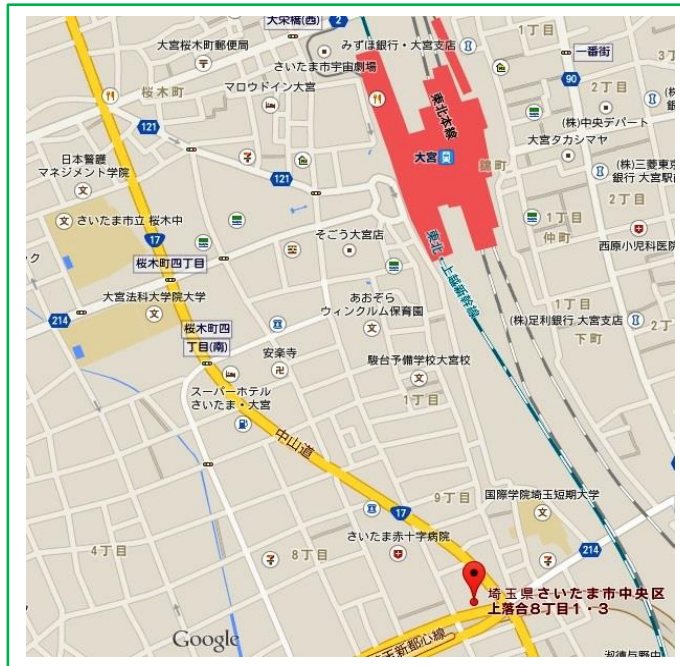 大栄橋(西)
2
1丁目
大宮桜木町郵便局
みずほ銀行・大宮支店
一番街
さいたま市宇宙劇場
桜木町
マロウドイン大宮
90
2丁目
(株)中央デパート
121
東北本線
大宮タカシマヤ
大宮
錦町
(株)三菱東京
銀行 大宮駅前
日本警護
マネジメント学院
121
2丁目
さいたま市立 桜木中
1丁目
仲町
17
そごう大宮店
西原小児科医院
桜木町四丁目
大宮法科大学院大学
あおぞら
ウィンクルム保育園
1丁目
214
(株)足利銀行 大宮支店
下町
桜木町四
丁目(南)
安楽寺
駿台予備学校大宮校
スーパーホテル
さいたま・大宮
1丁目
中山道
9丁目
国際学院埼玉短期大学
17
4丁目
8丁目
さいたま赤十字病院
214
埼玉県さいたま市中央区
上落合8丁目1・3
Google
玉新都心線
淑徳与野中